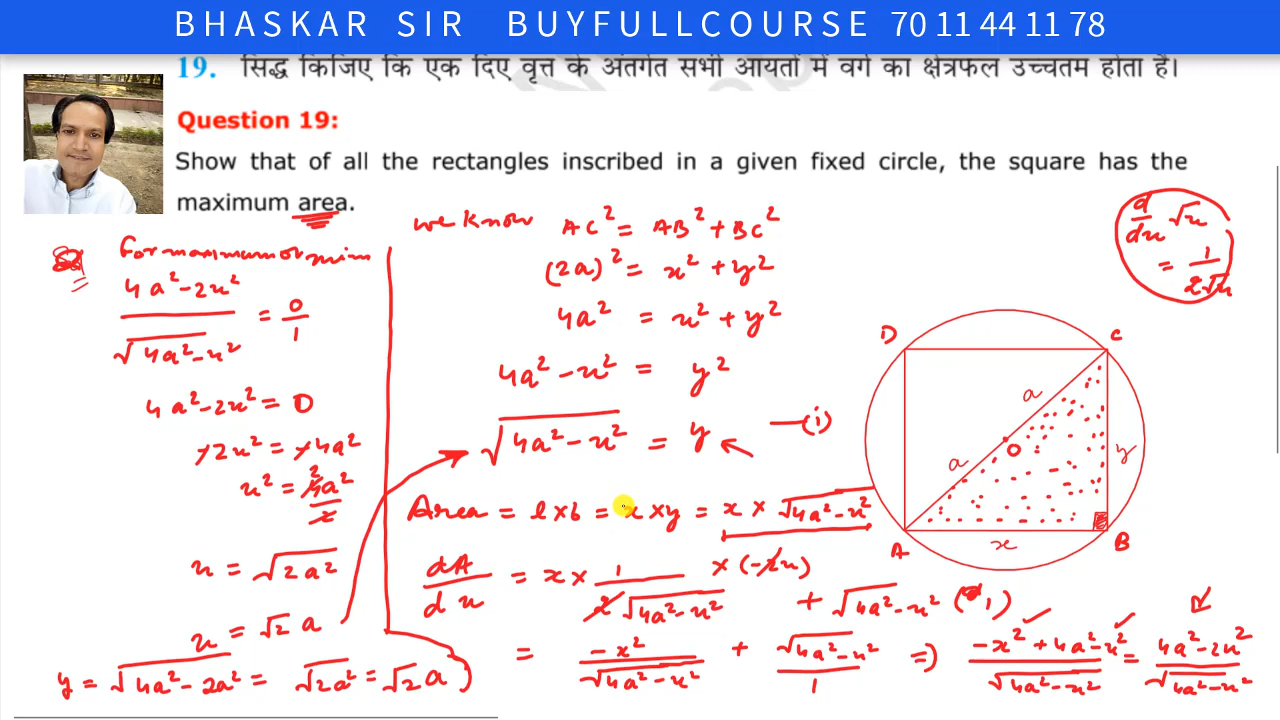 BHASKAR SIR BUYFULLCOURSE 70 11 44 11 78
19. सिद्ध किजिए कि एक दिए वृत्त के अंतर्गत सभी आयतों में वर्ग का क्षेत्रफल उच्चतम होता है।
Question 19:
Show that of all the rectangles inscribed in a given fixed circle, the square has the
maximum area.
we know AC² = AB² + BC²
(2a)² = x² + y²
4a² = x² + y²
4a² - x² = y²
√(4a² - x²) = y —(i)
Area = l × b = x × y = x × √(4a² - x²)
dA/dx = x × 1/(2√(4a² - x²)) × (-2x) + √(4a² - x²) (1)
= -x²/√(4a² - x²) + √(4a² - x²)/1 ⇒ (-x² + 4a² - x²)/√(4a² - x²) = (4a² - 2x²)/√(4a² - x²)
For maximum or minim
(4a² - 2x²)/√(4a² - x²) = 0/1
4a² - 2x² = 0
-2x² = -4a²
x² = 4a²/2 2
x = √2a²
x = √2 a
y = √(4a² - 2a²) = √2a² = √2 a
d/dx √x
= 1/(2√x)
D C
a
O
a y
A x B